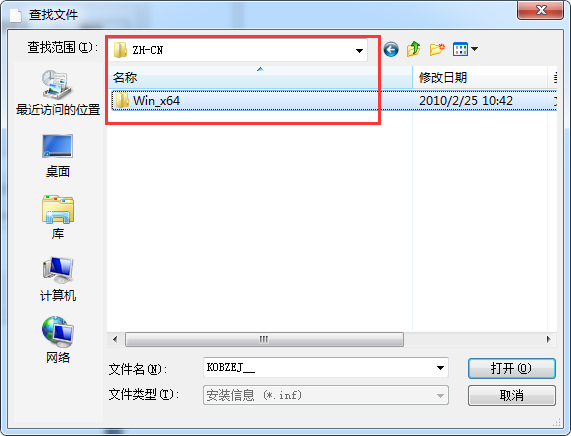 查找文件
查找范围(I):
ZH-CN
名称
修改日期
Win_x64
2010/2/25 10:42
最近访问的位置
桌面
库
计算机
网络
文件名(N):
KOBZEJ__
打开(O)
文件类型(T):
安装信息 (*.inf)
取消